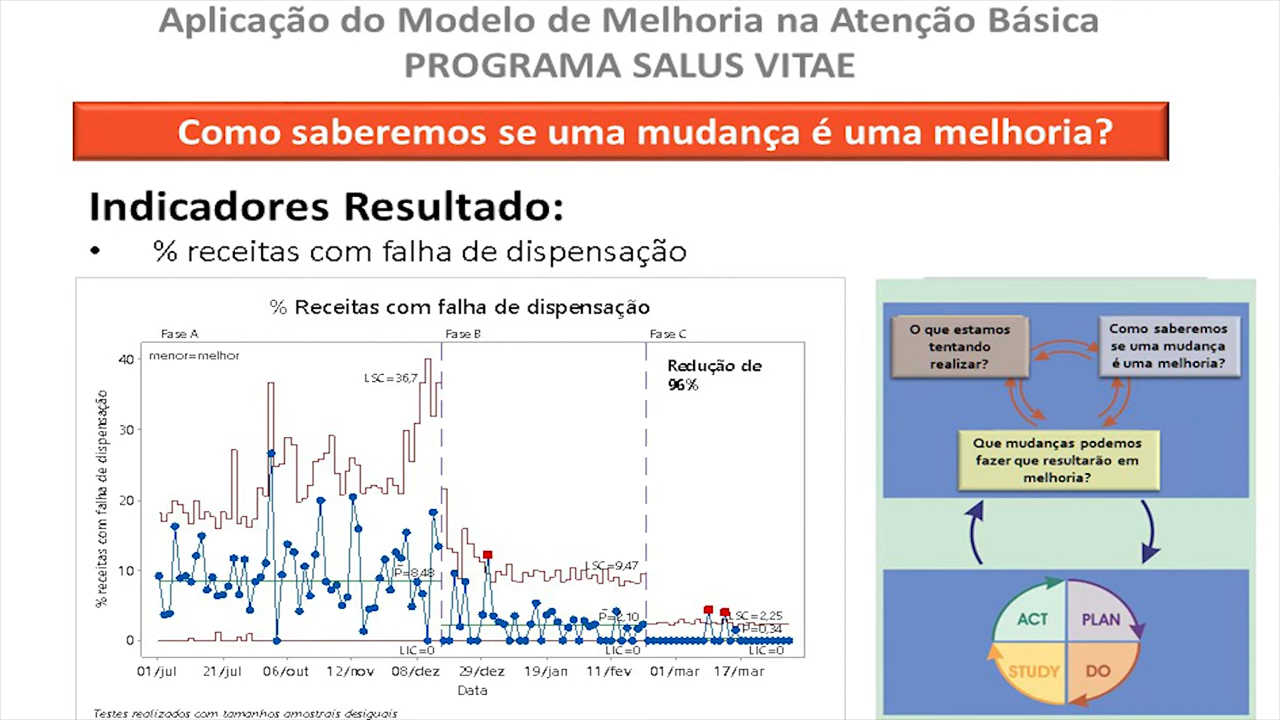 Aplicação do Modelo de Melhoria na Atenção Básica
PROGRAMA SALUS VITAE
Como saberemos se uma mudança é uma melhoria?
Indicadores Resultado:
• % receitas com falha de dispensação
% Receitas com falha de dispensação
Fase A
Fase B
Fase C
menor=melhor
Redução de
96%
LSC=36,7
LSC=9,47
LSC=2,25
P=8,48
P=2,10
P=0,34
LIC=0
LIC=0
LIC=0
% receitas com falha de dispensação
40
30
20
10
0
01/jul
21/jul
06/out
12/nov
08/dez
29/dez
19/jan
11/fev
01/mar
17/mar
Data
Testes realizados com tamanhos amostrais desiguais
O que estamos
tentando
realizar?
Como saberemos
se uma mudança
é uma melhoria?
Que mudanças podemos
fazer que resultarão em
melhoria?
ACT
PLAN
STUDY
DO